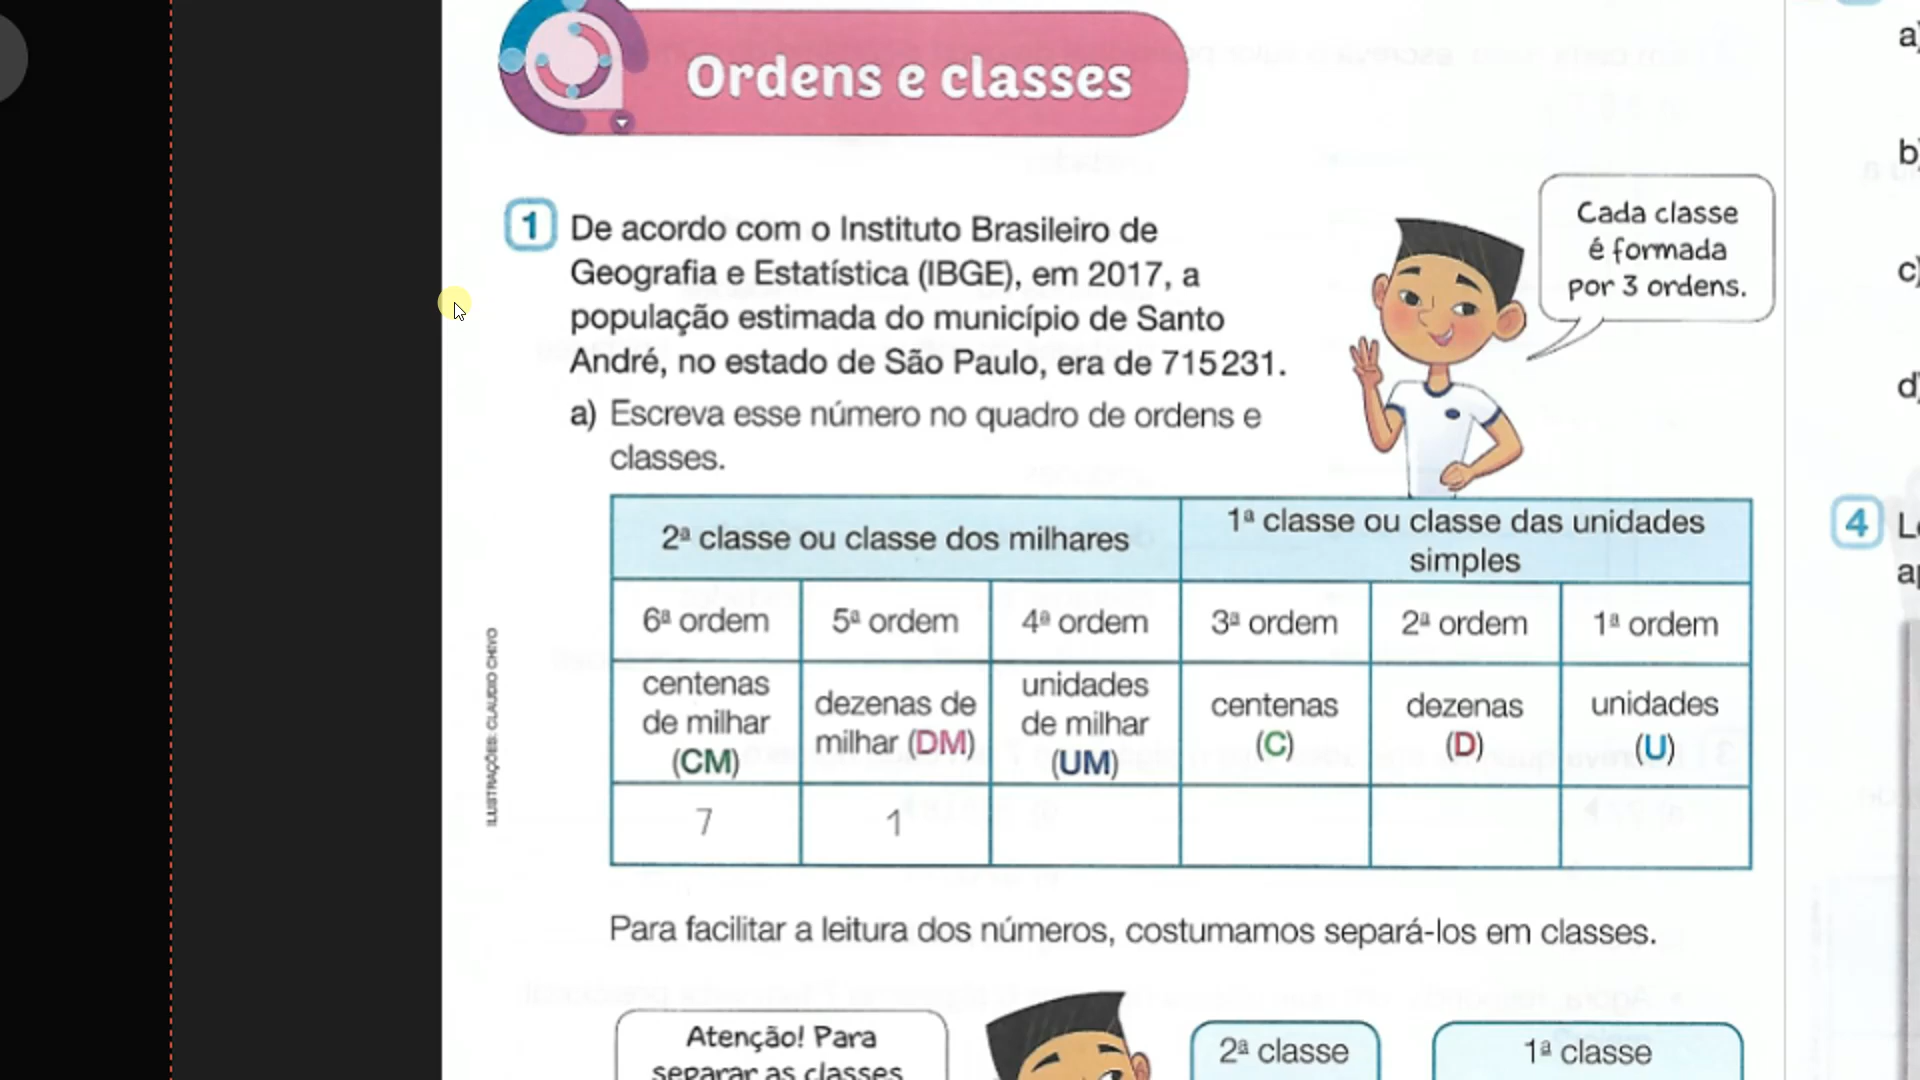 Ordens e classes
1 De acordo com o Instituto Brasileiro de
Geografia e Estatística (IBGE), em 2017, a
população estimada do município de Santo
André, no estado de São Paulo, era de 715 231.
Cada classe
é formada
por 3 ordens.
a) Escreva esse número no quadro de ordens e
classes.
2ª classe ou classe dos milhares
1ª classe ou classe das unidades
simples
6ª ordem 5ª ordem 4ª ordem 3ª ordem 2ª ordem 1ª ordem
centenas
de milhar
(CM)
dezenas de
milhar (DM)
unidades
de milhar
(UM)
centenas
(C)
dezenas
(D)
unidades
(U)
7 1
ILUSTRAÇÕES: CLAUDIO CHIYO
Para facilitar a leitura dos números, costumamos separá-los em classes.
Atenção! Para
separar as classes
2ª classe
1ª classe
a)
b)
c)
d)
4